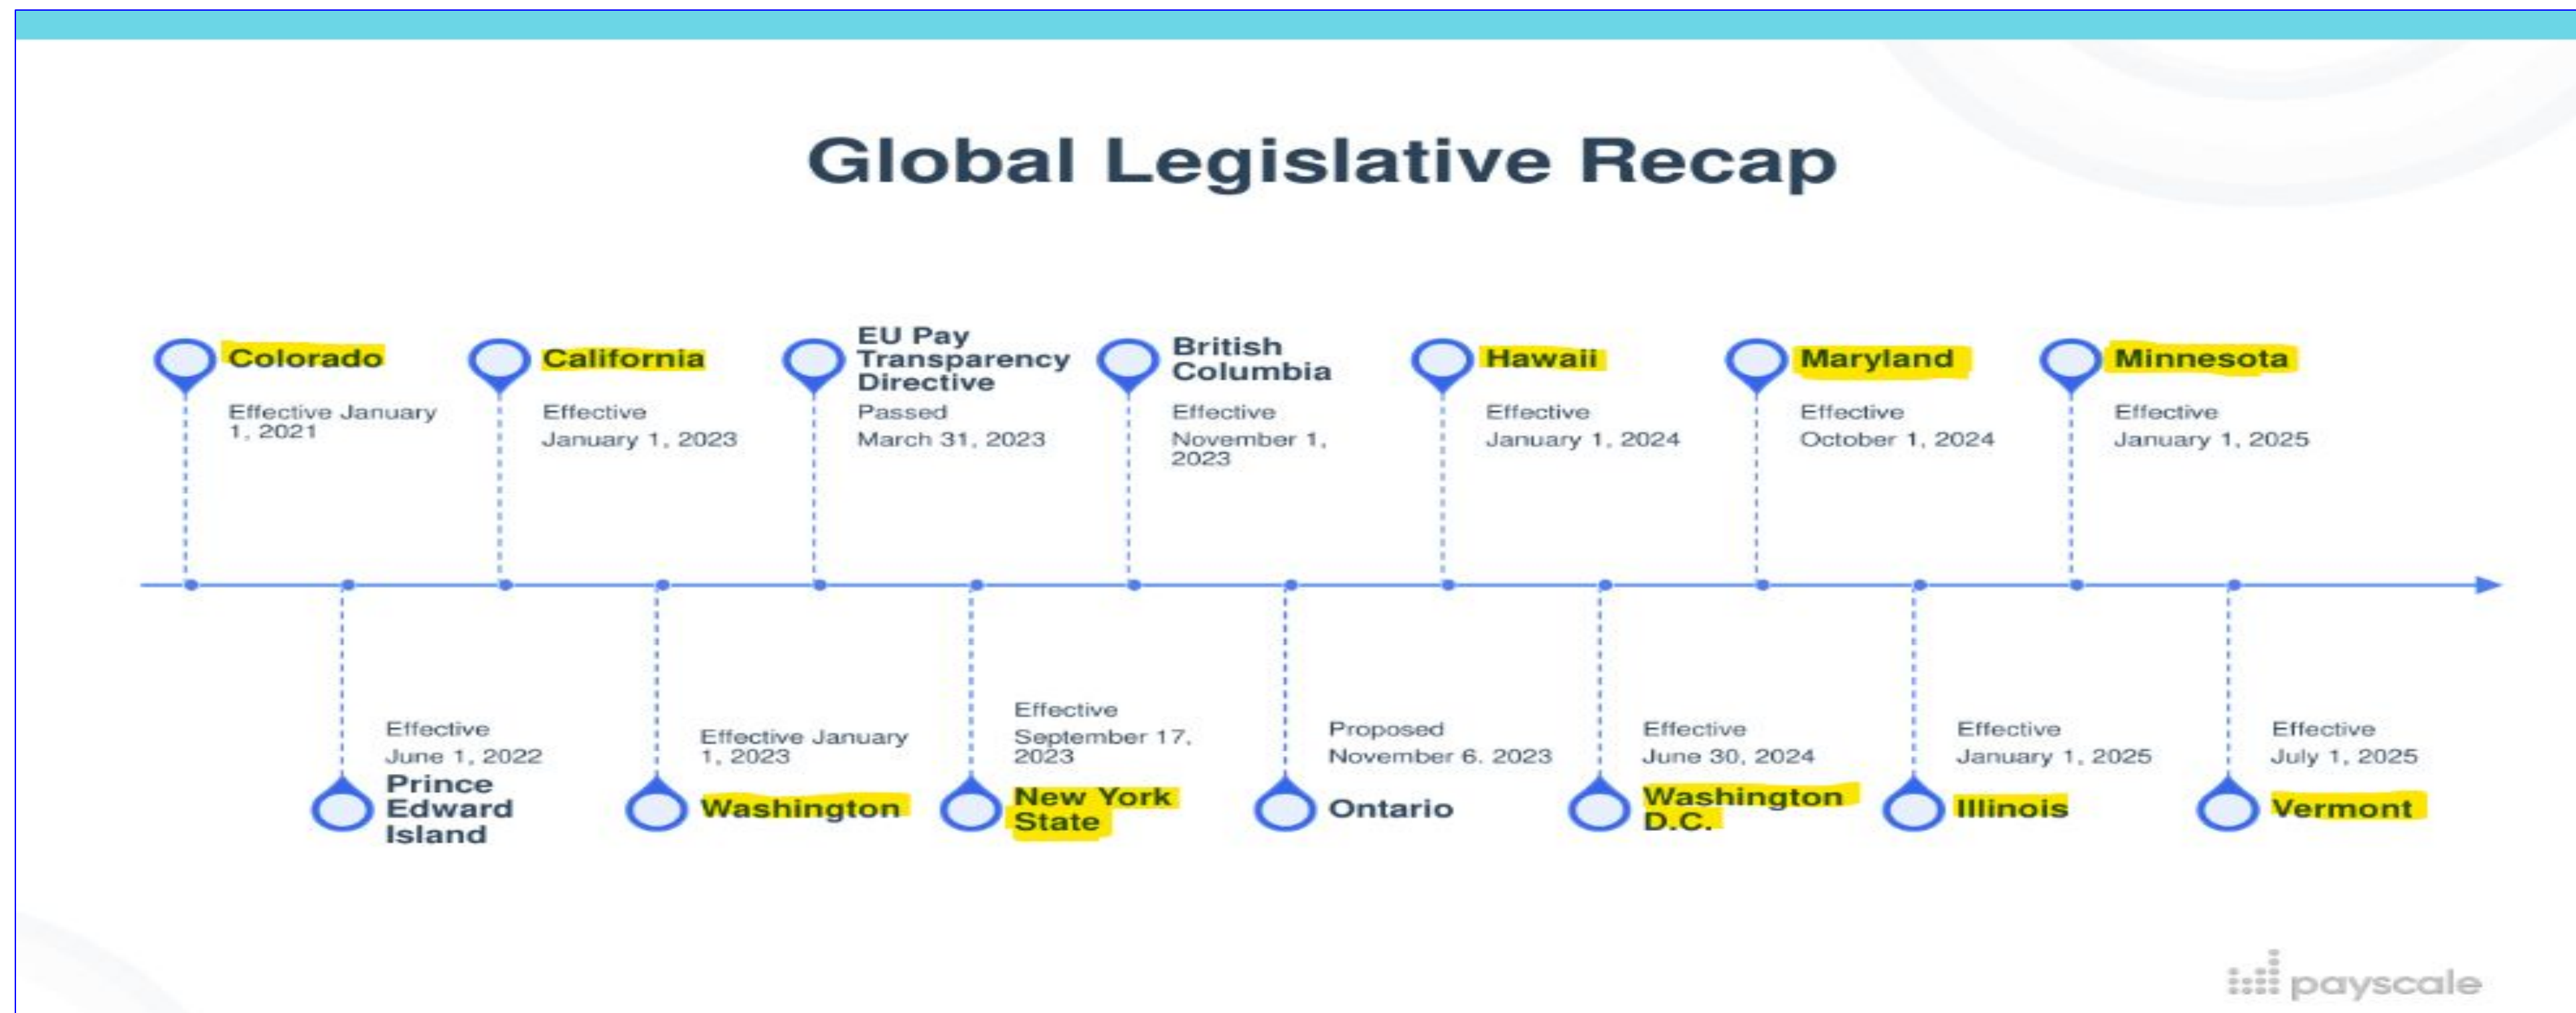 Global Legislative Recap
Colorado
Effective January
1, 2021
California
Effective
January 1, 2023
EU Pay
Transparency
Directive
Passed
March 31, 2023
British
Columbia
Effective
November 1,
2023
Hawaii
Effective
January 1, 2024
Maryland
Effective
October 1, 2024
Minnesota
Effective
January 1, 2025
Effective
June 1, 2022
Prince
Edward
Island
Effective January
1, 2023
Washington
Effective
September 17,
2023
New York
State
Proposed
November 6. 2023
Ontario
Effective
June 30, 2024
Washington
D.C.
Effective
January 1, 2025
Illinois
Effective
July 1, 2025
Vermont
payscale